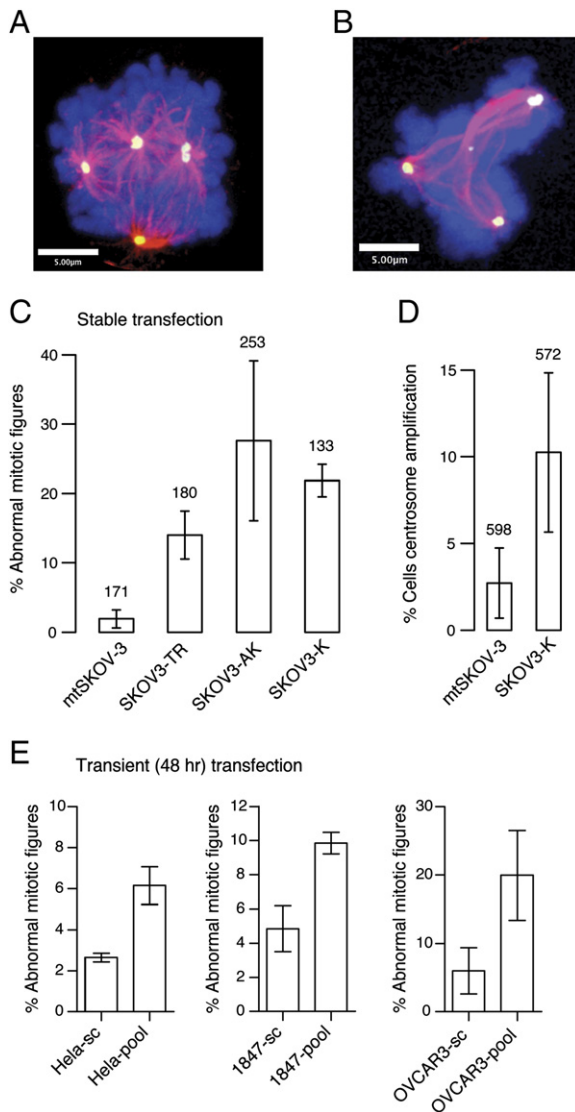 A
B
5.00μm
5.00μm
C
Stable transfection
% Abnormal mitotic figures
40
30
20
10
0
171
180
253
133
mtSKOV-3
SKOV3-TR
SKOV3-AK
SKOV3-K
D
% Cells centrosome amplification
15
10
5
0
598
572
mtSKOV-3
SKOV3-K
E
Transient (48 hr) transfection
% Abnormal mitotic figures
10
8
6
4
2
0
Hela-sc
Hela-pool
% Abnormal mitotic figures
12
10
8
6
4
2
0
1847-sc
1847-pool
% Abnormal mitotic figures
30
20
10
0
OVCAR3-sc
OVCAR3-pool